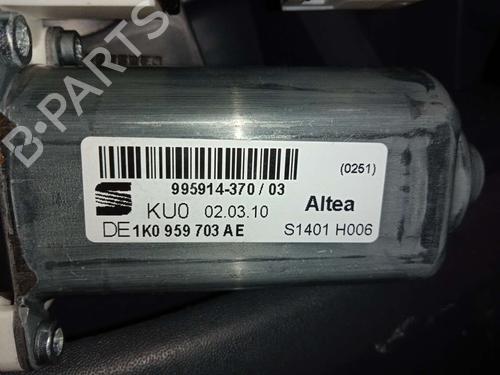 B-PARTS
995914-370 / 03
(0251)
KU0 02.03.10
Altea
DE 1K0 959 703 AE
S1401 H006